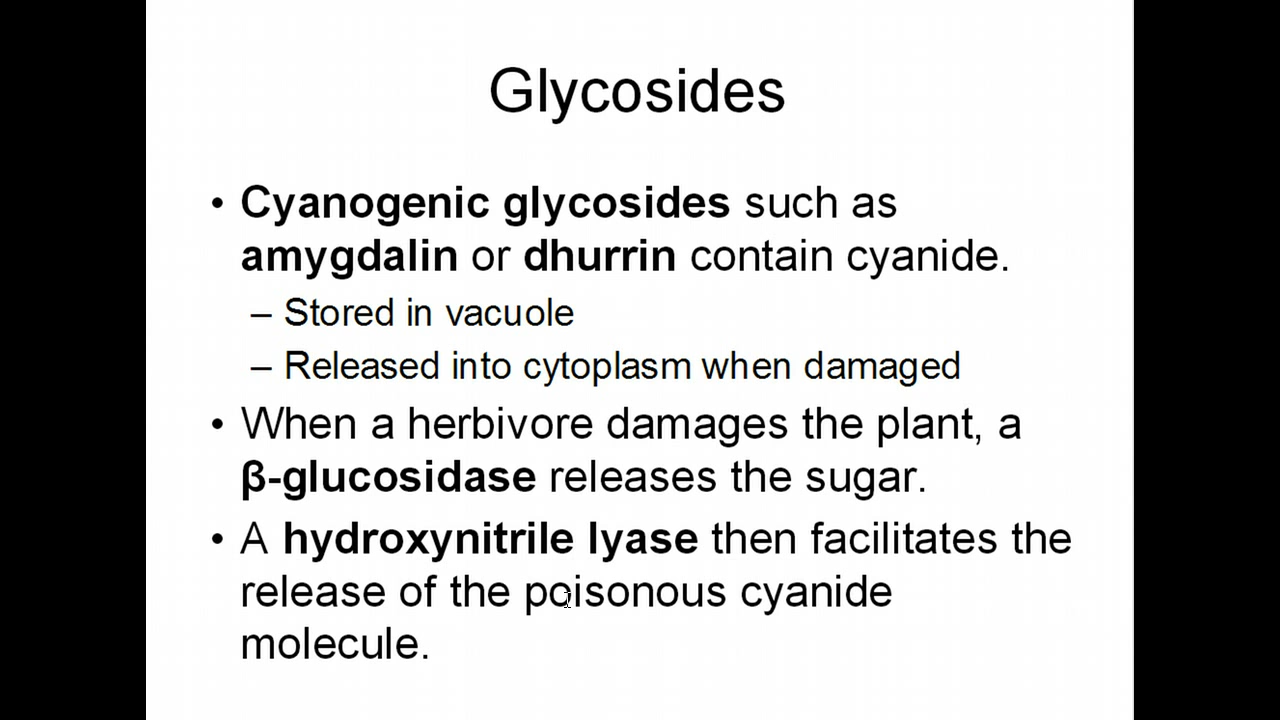 Glycosides
• Cyanogenic glycosides such as
amygdalin or dhurrin contain cyanide.
– Stored in vacuole
– Released into cytoplasm when damaged
• When a herbivore damages the plant, a
β-glucosidase releases the sugar.
• A hydroxynitrile lyase then facilitates the
release of the poisonous cyanide
molecule.